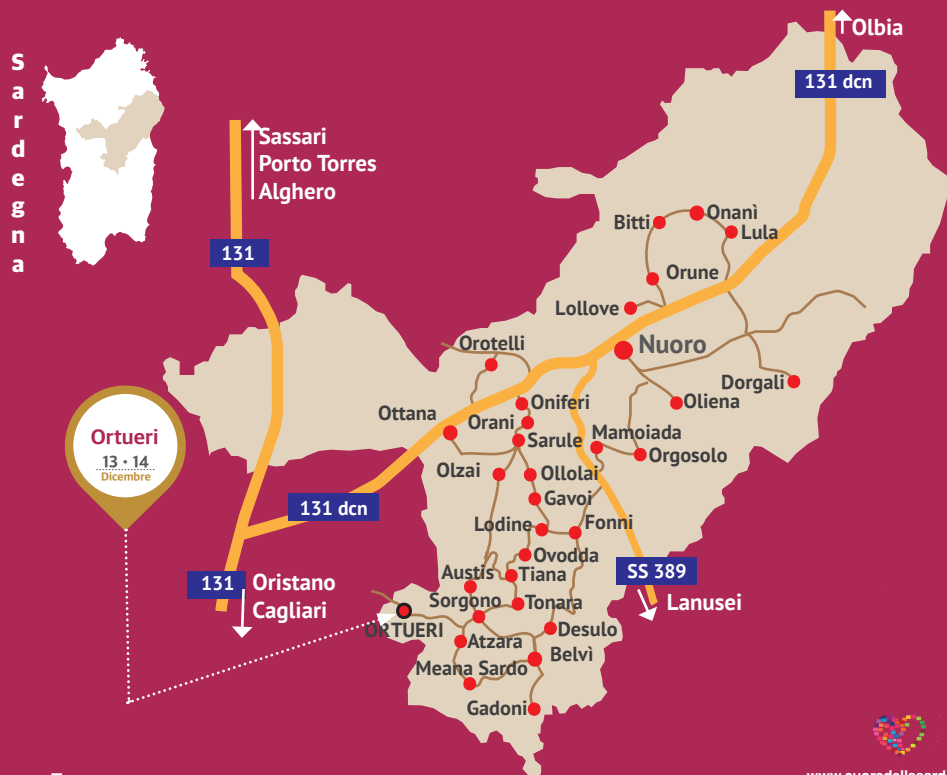 Sardegna
Olbia
131 dcn
Sassari
Porto Torres
Alghero
131
Bitti
Onanì
Lula
Orune
Lollove
Nuoro
Orotelli
Dorgali
Oliena
Oniferi
Ottana
Orani
Sarule
Mamoiada
Orgosolo
Ortueri
13 · 14
Dicembre
Olzai
Ollolai
Gavoi
131 dcn
Lodine
Fonni
Ovodda
SS 389
Lanusei
131
Oristano
Cagliari
Austis
Tiana
Sorgono
Tonara
ORTUERI
Atzara
Desulo
Belvì
Meana Sardo
Gadoni